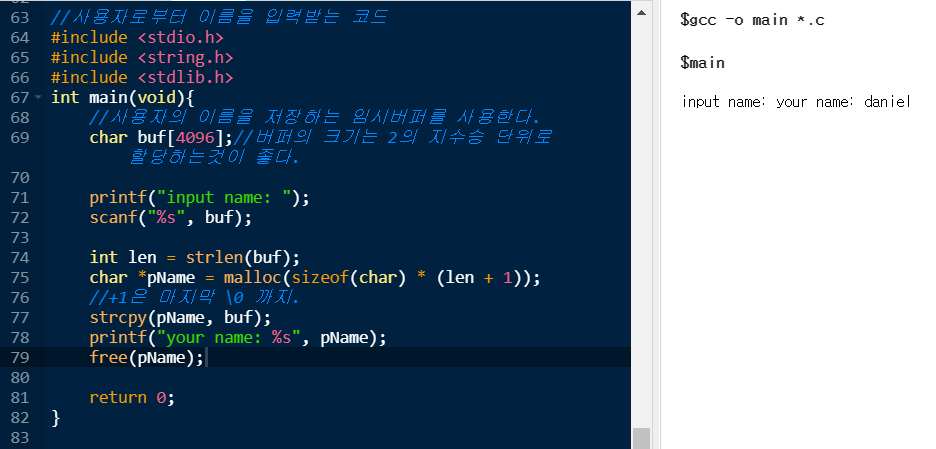 63 //사용자로부터 이름을 입력받는 코드
64 #include <stdio.h>
65 #include <string.h>
66 #include <stdlib.h>
67 int main(void){
68 //사용자의 이름을 저장하는 임시버퍼를 사용한다.
69 char buf[4096];//버퍼의 크기는 2의 지수승 단위로
할당하는것이 좋다.
70
71 printf("input name: ");
72 scanf("%s", buf);
73
74 int len = strlen(buf);
75 char *pName = malloc(sizeof(char) * (len + 1));
76 //+1은 마지막 \0 까지.
77 strcpy(pName, buf);
78 printf("your name: %s", pName);
79 free(pName);
80
81 return 0;
82 }
83
$gcc -o main *.c
$main
input name: your name: daniel